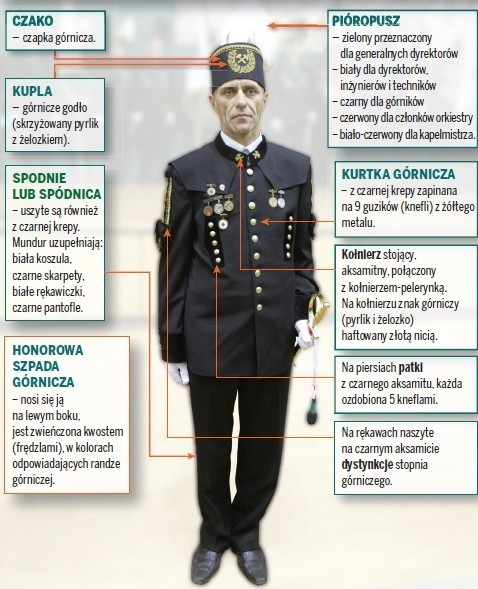 CZAKO
– czapka górnicza.
KUPLA
– górnicze godło
(skrzyżowany pyrlik
z żelozkiem).
SPODNIE
LUB SPÓDNICA
– uszyte są również
z czarnej krepy.
Mundur uzupełniają:
biała koszula,
czarne skarpety,
białe rękawiczki,
czarne pantofle.
HONOROWA
SZPADA
GÓRNICZA
– nosi się ją
na lewym boku,
jest zwieńczona kwostem
(frędzlami), w kolorach
odpowiadających randze
górniczej.
PIÓROPUSZ
– zielony przeznaczony
dla generalnych dyrektorów
– biały dla dyrektorów,
inżynierów i techników
– czarny dla górników
– czerwony dla członków orkiestry
– biało-czerwony dla kapelmistrza.
KURTKA GÓRNICZA
– z czarnej krepy zapinana
na 9 guzików (knefli) z żółtego
metalu.
Kołnierz stojący,
aksamitny, połączony
z kołnierzem-pelerynką.
Na kołnierzu znak górniczy
(pyrlik i żelozko)
haftowany złotą nicią.
Na piersiach patki
z czarnego aksamitu, każda
ozdobiona 5 kneflami.
Na rękawach naszyte
na czarnym aksamicie
dystynkcje stopnia
górniczego.